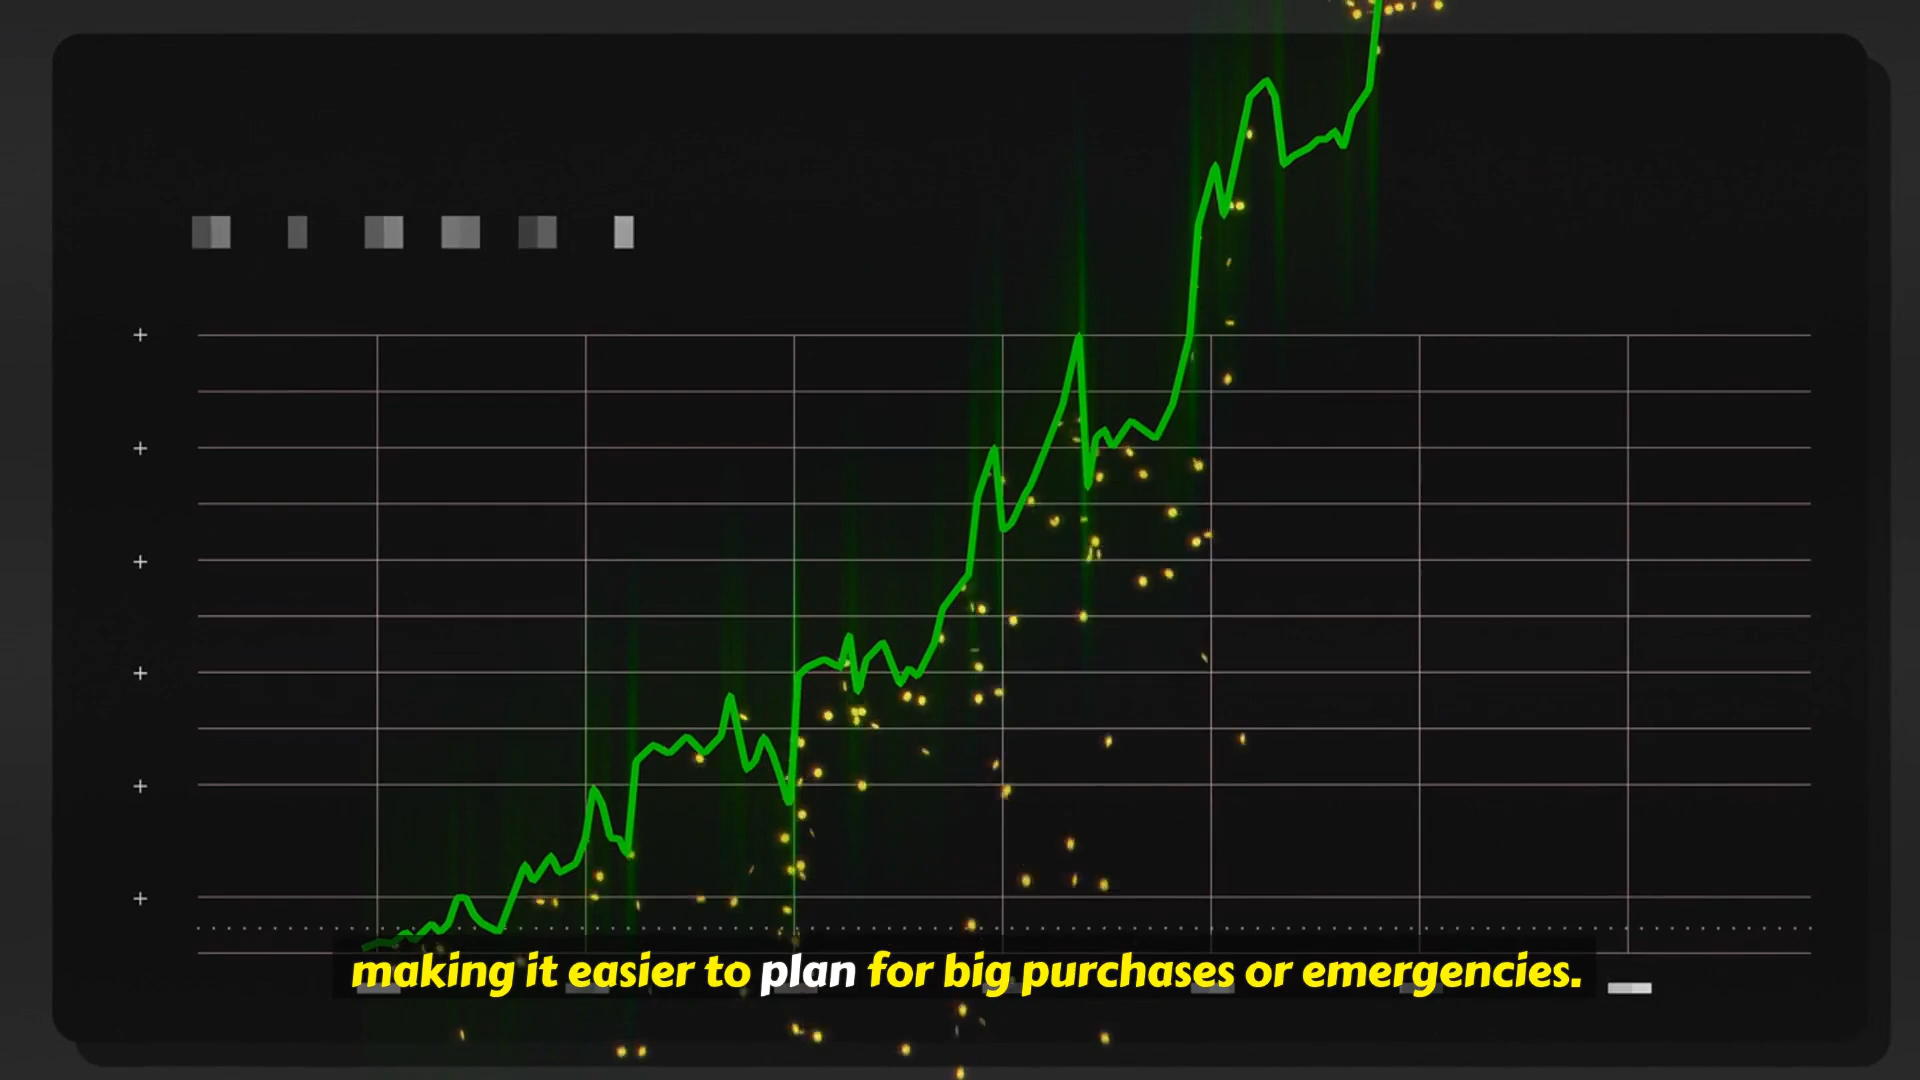 making it easier to plan for big purchases or emergencies.